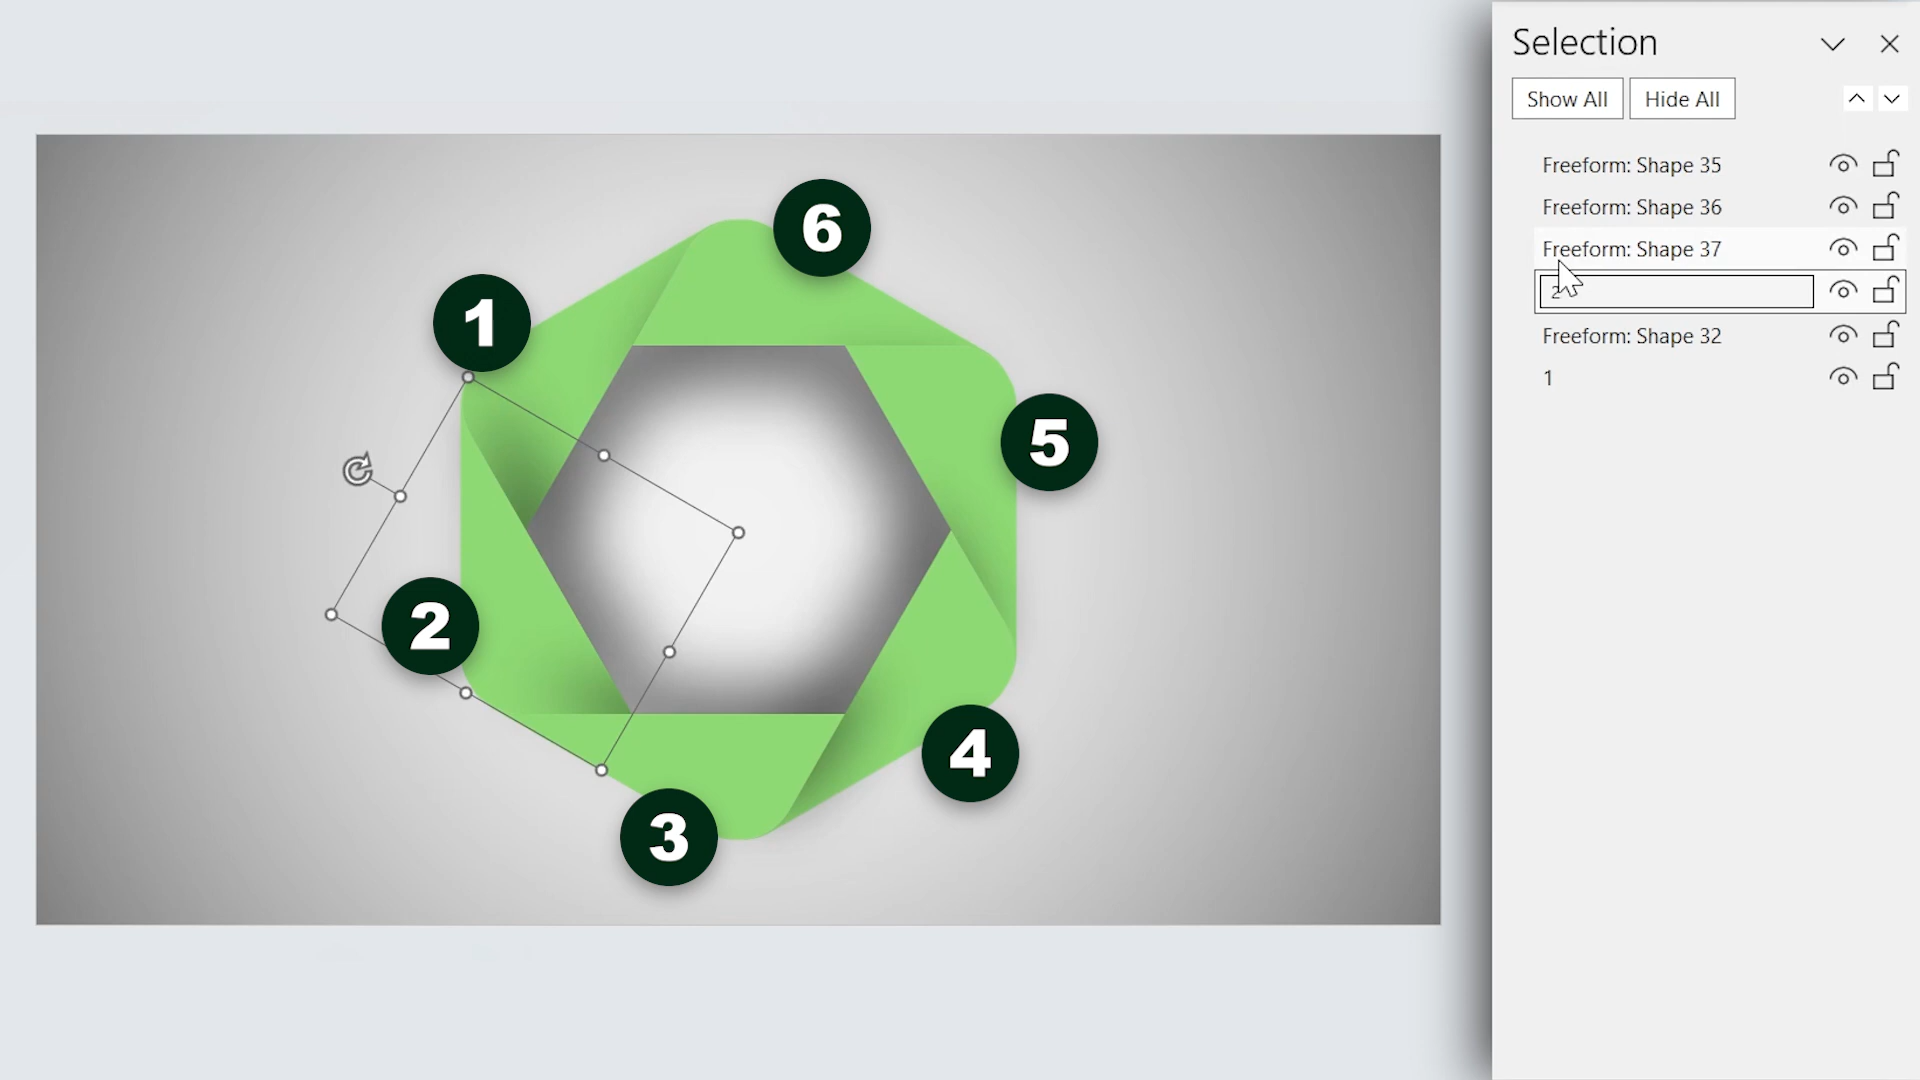 Selection
Show All Hide All
Freeform: Shape 35
Freeform: Shape 36
Freeform: Shape 37
2
Freeform: Shape 32
1
6
1
5
2
4
3